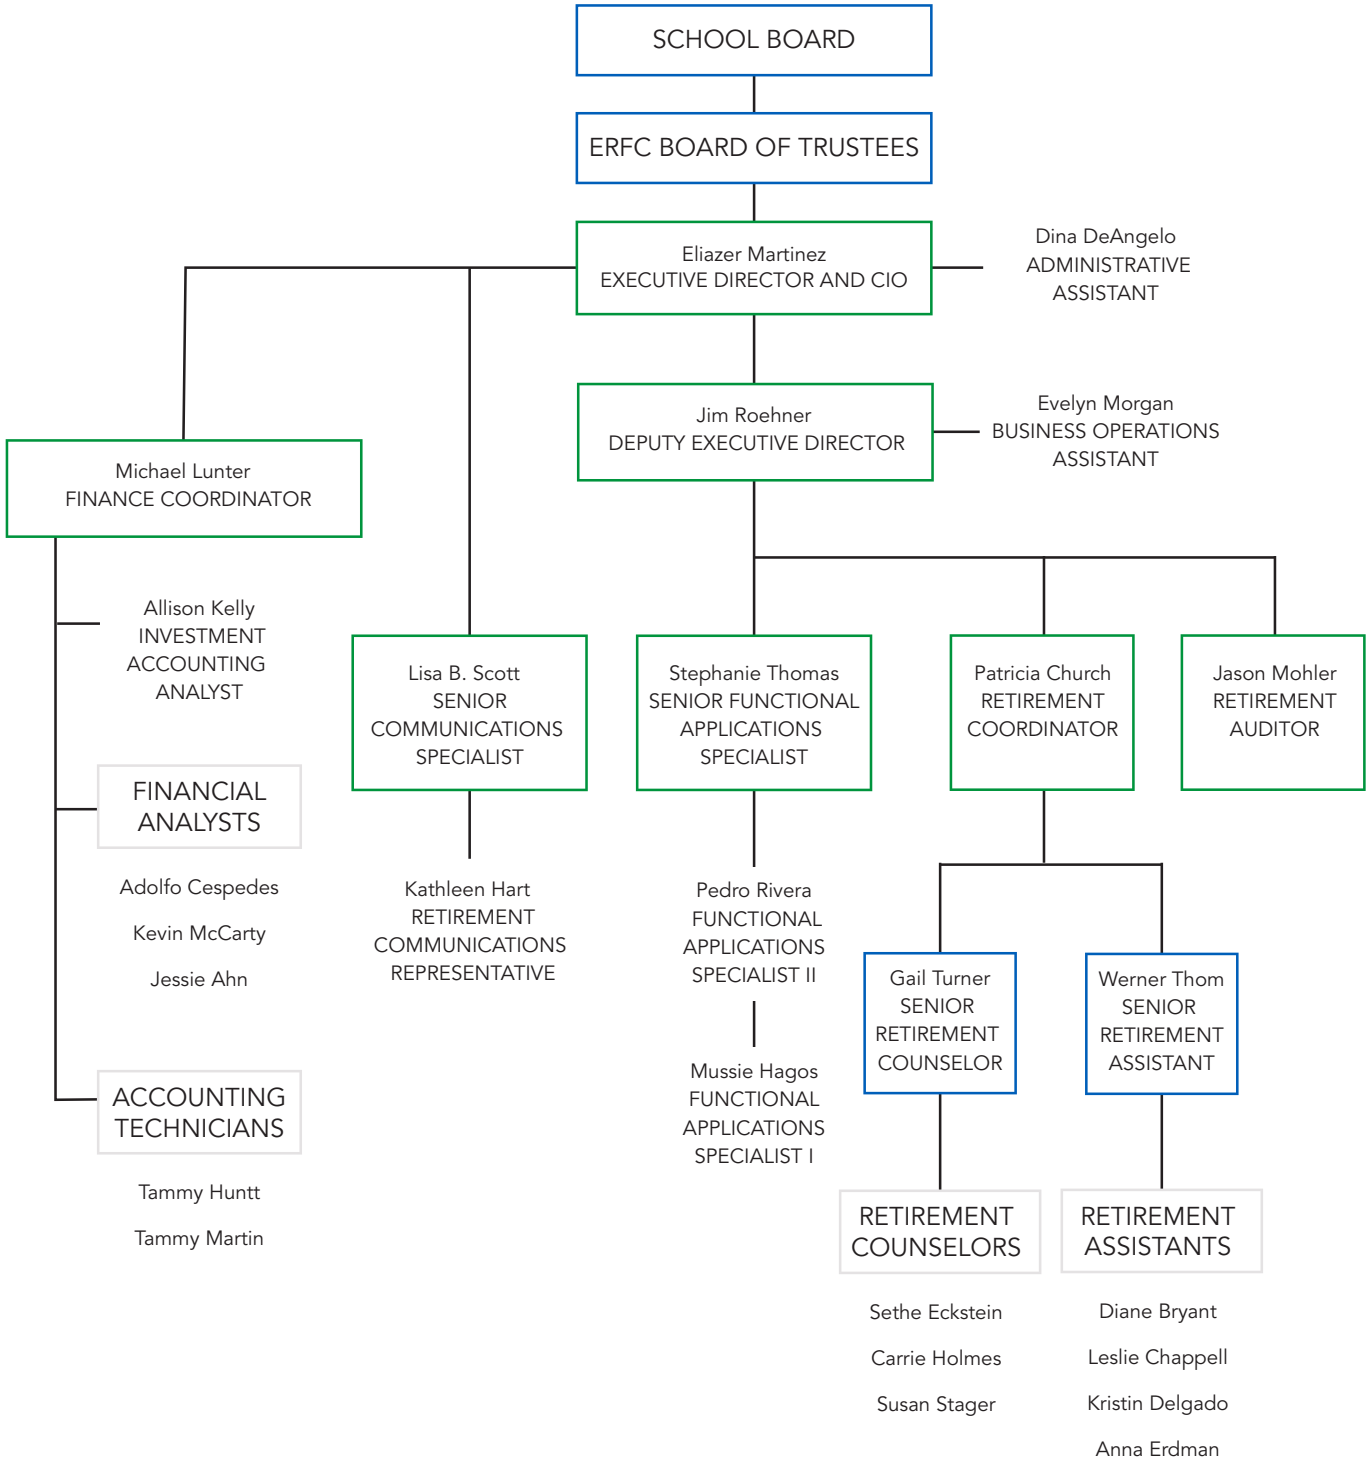 SCHOOL BOARD
ERFC BOARD OF TRUSTEES
Eliazer Martinez
EXECUTIVE DIRECTOR AND CIO
Dina DeAngelo
ADMINISTRATIVE
ASSISTANT
Jim Roehner
DEPUTY EXECUTIVE DIRECTOR
Evelyn Morgan
BUSINESS OPERATIONS
ASSISTANT
Michael Lunter
FINANCE COORDINATOR
Allison Kelly
INVESTMENT
ACCOUNTING
ANALYST
FINANCIAL
ANALYSTS
Adolfo Cespedes
Kevin McCarty
Jessie Ahn
ACCOUNTING
TECHNICIANS
Tammy Huntt
Tammy Martin
Lisa B. Scott
SENIOR
COMMUNICATIONS
SPECIALIST
Kathleen Hart
RETIREMENT
COMMUNICATIONS
REPRESENTATIVE
Stephanie Thomas
SENIOR FUNCTIONAL
APPLICATIONS
SPECIALIST
Pedro Rivera
FUNCTIONAL
APPLICATIONS
SPECIALIST II
Mussie Hagos
FUNCTIONAL
APPLICATIONS
SPECIALIST I
Patricia Church
RETIREMENT
COORDINATOR
Jason Mohler
RETIREMENT
AUDITOR
Gail Turner
SENIOR
RETIREMENT
COUNSELOR
Werner Thom
SENIOR
RETIREMENT
ASSISTANT
RETIREMENT
COUNSELORS
Sethe Eckstein
Carrie Holmes
Susan Stager
RETIREMENT
ASSISTANTS
Diane Bryant
Leslie Chappell
Kristin Delgado
Anna Erdman